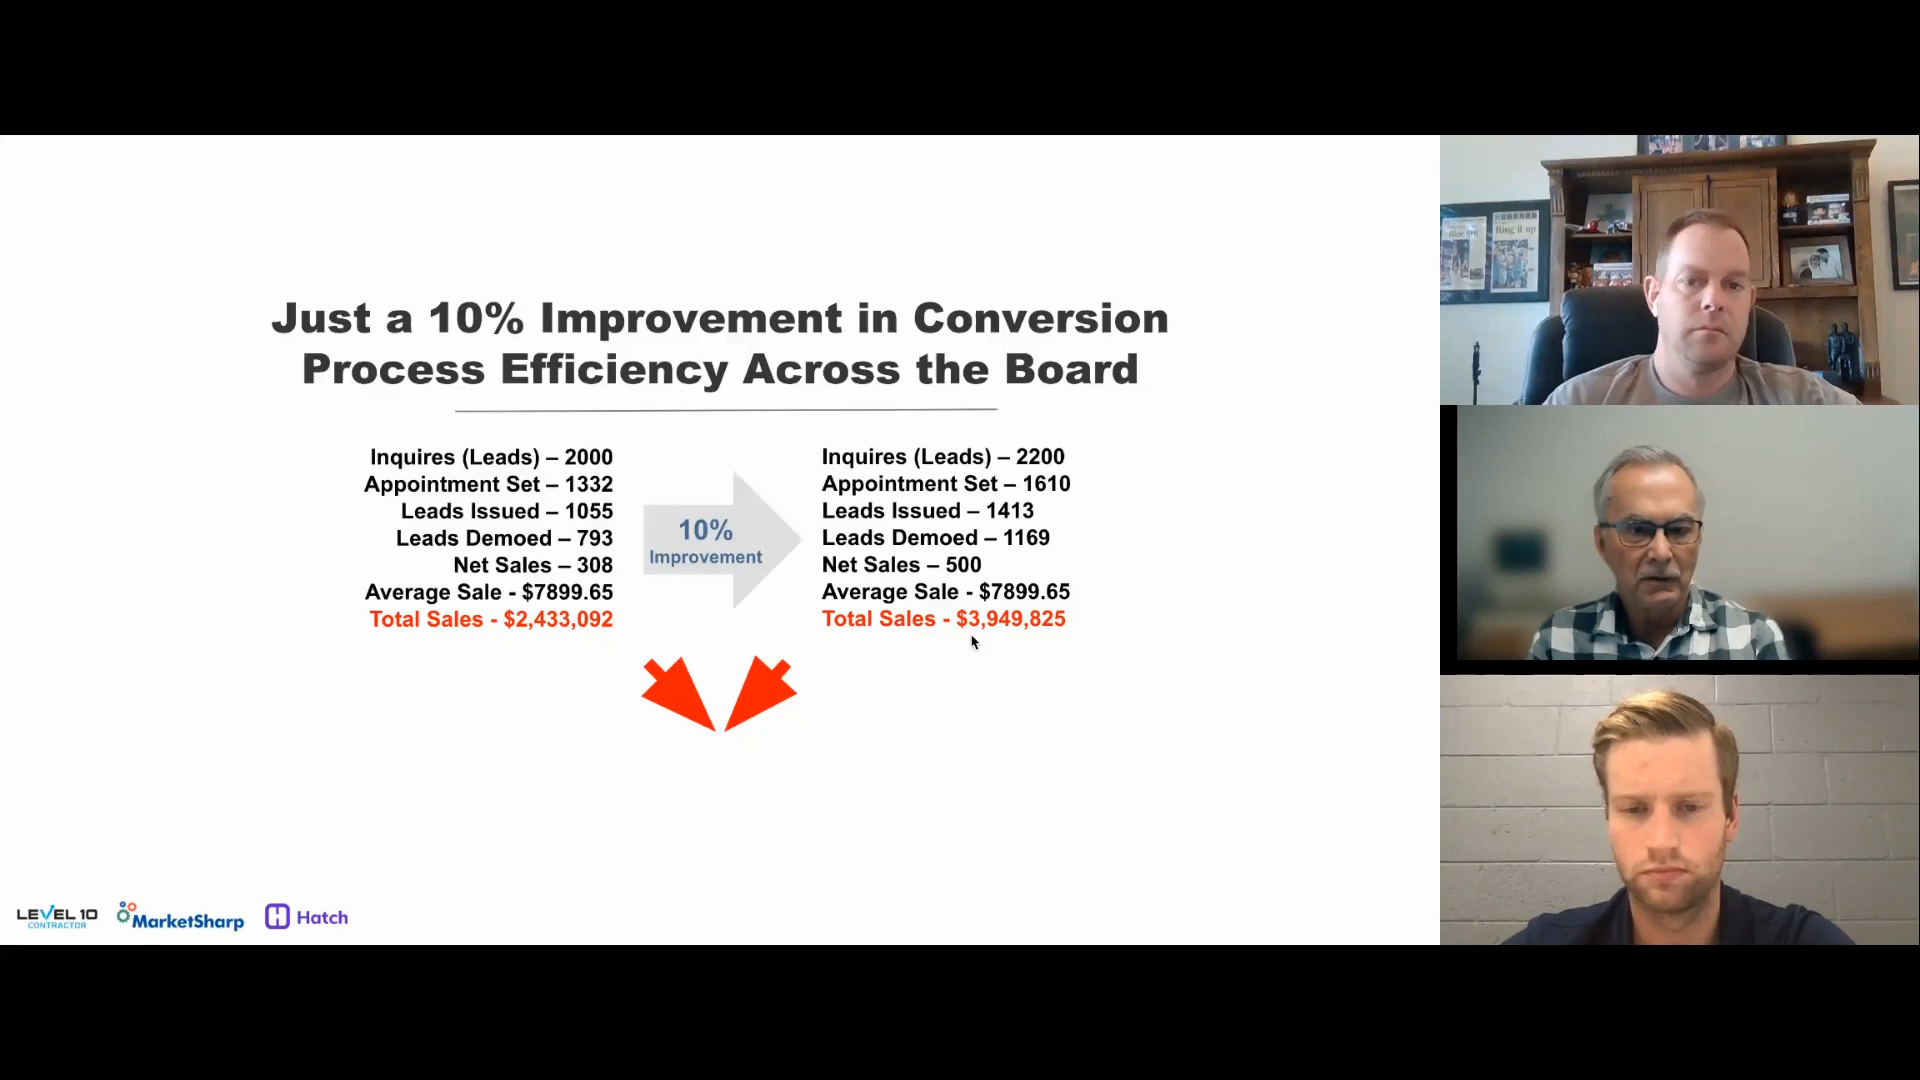 Just a 10% Improvement in Conversion
Process Efficiency Across the Board
Inquires (Leads) – 2000
Appointment Set – 1332
Leads Issued – 1055
Leads Demoed – 793
Net Sales – 308
Average Sale - $7899.65
Total Sales - $2,433,092
10%
Improvement
Inquires (Leads) – 2200
Appointment Set – 1610
Leads Issued – 1413
Leads Demoed – 1169
Net Sales – 500
Average Sale - $7899.65
Total Sales - $3,949,825
LEVEL 10
CONTRACTOR
MarketSharp
Hatch
Ring it up